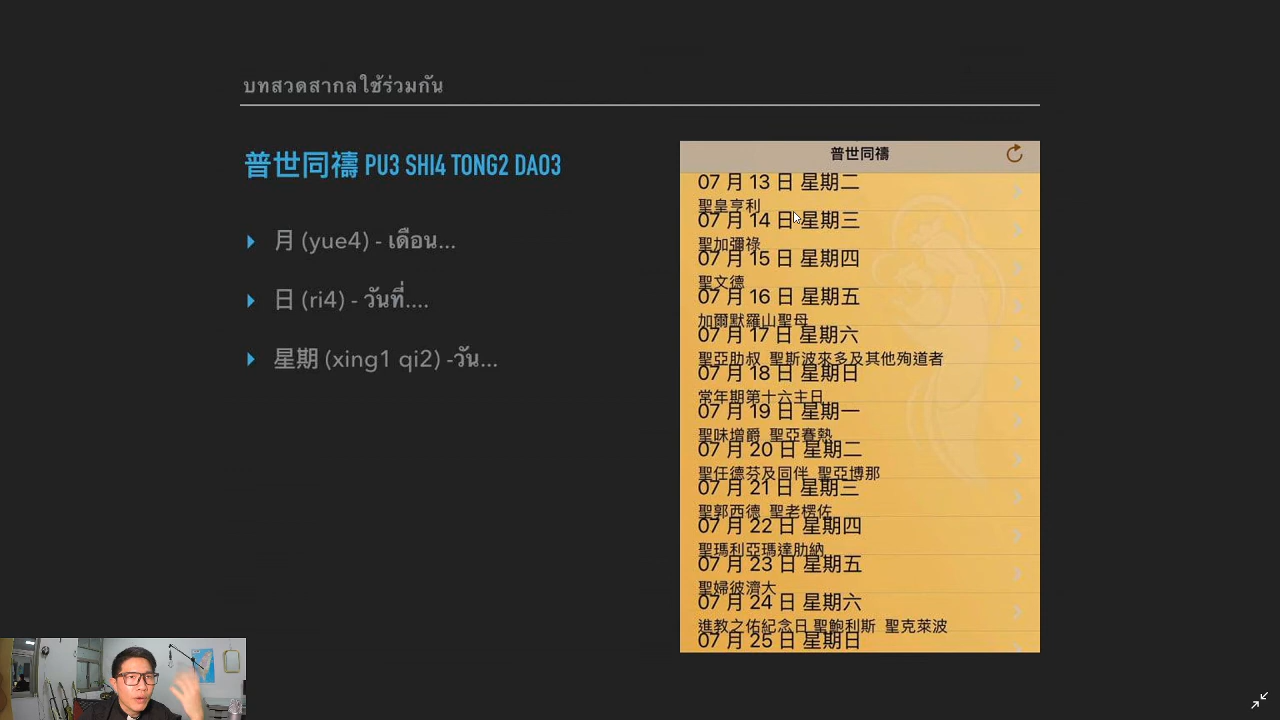 บทสวดสากลใช้ร่วมกัน
普世同禱 PU3 SHI4 TONG2 DAO3
月 (yue4) - เดือน...
日 (ri4) - วันที่....
星期 (xing1 qi2) -วัน...
普世同禱
07 月 13 日 星期二
聖皇亨利
07 月 14 日 星期三
聖加彌祿
07 月 15 日 星期四
聖文德
07 月 16 日 星期五
加爾默羅山聖母
07 月 17 日 星期六
聖亞肋叔 聖斯波來多及其他殉道者
07 月 18 日 星期日
常年期第十六主日
07 月 19 日 星期一
聖味增爵 聖亞賽熱
07 月 20 日 星期二
聖任德芬及同伴 聖亞博那
07 月 21 日 星期三
聖郭西德 聖老楞佐
07 月 22 日 星期四
聖瑪利亞瑪達肋納
07 月 23 日 星期五
聖婦彼濟大
07 月 24 日 星期六
進教之佑紀念日 聖鮑利斯 聖克萊波
07 月 25 日 星期日